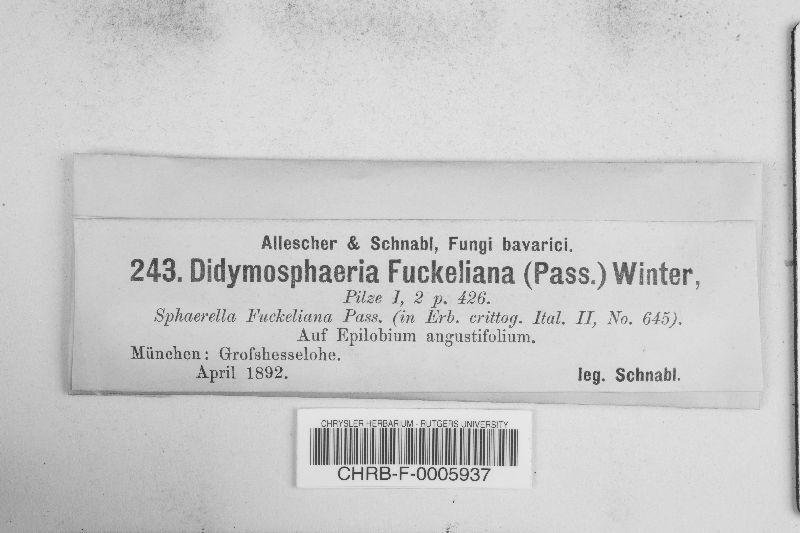 Allescher & Schnabl, Fungi bavarici.
243. Didymosphaeria Fuckeliana (Pass.) Winter,
Pilze I, 2 p. 426.
Sphaerella Fuckeliana Pass. (in Erb. crittog. Ital. II, No. 645).
Auf Epilobium angustifolium.
München: Grofshesselohe.
April 1892.
leg. Schnabl.
CHRYSLER HERBARIUM - RUTGERS UNIVERSITY
CHRB-F-0005937